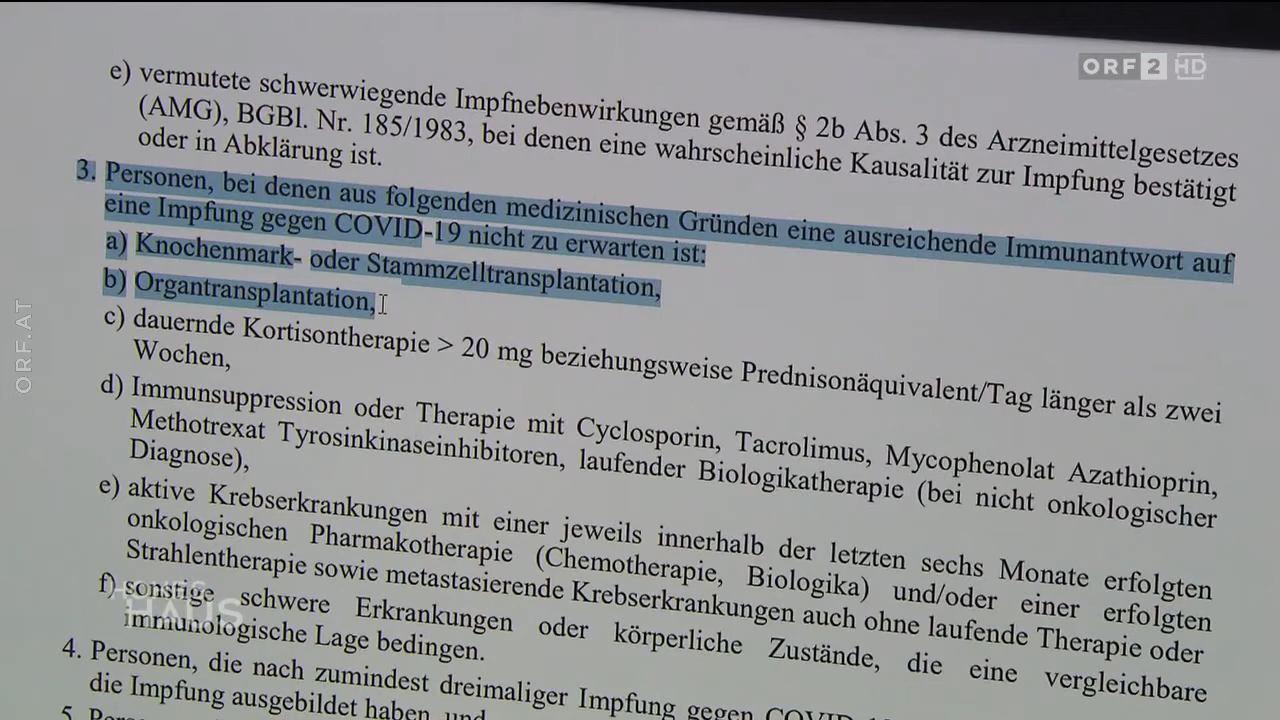 ORF 2 HD
e) vermutete schwerwiegende Impfnebenwirkungen gemäß § 2b Abs. 3 des Arzneimittelgesetzes
(AMG), BGBl. Nr. 185/1983, bei denen eine wahrscheinliche Kausalität zur Impfung bestätigt
oder in Abklärung ist.
3. Personen, bei denen aus folgenden medizinischen Gründen eine ausreichende Immunantwort auf
eine Impfung gegen COVID-19 nicht zu erwarten ist:
a) Knochenmark- oder Stammzelltransplantation,
b) Organtransplantation,
c) dauernde Kortisontherapie > 20 mg beziehungsweise Prednisonäquivalent/Tag länger als zwei
Wochen,
d) Immunsuppression oder Therapie mit Cyclosporin, Tacrolimus, Mycophenolat Azathioprin,
Methotrexat Tyrosinkinaseinhibitoren, laufender Biologikatherapie (bei nicht onkologischer
Diagnose),
e) aktive Krebserkrankungen mit einer jeweils innerhalb der letzten sechs Monate erfolgten
onkologischen Pharmakotherapie (Chemotherapie, Biologika) und/oder einer erfolgten
Strahlentherapie sowie metastasierende Krebserkrankungen auch ohne laufende Therapie oder
f) sonstige schwere Erkrankungen oder körperliche Zustände, die eine vergleichbare
immunologische Lage bedingen.
4. Personen, die nach zumindest dreimaliger Impfung gegen COVID-19
die Impfung ausgebildet haben, und
5.
ORF.AT
HOHES
HAUS